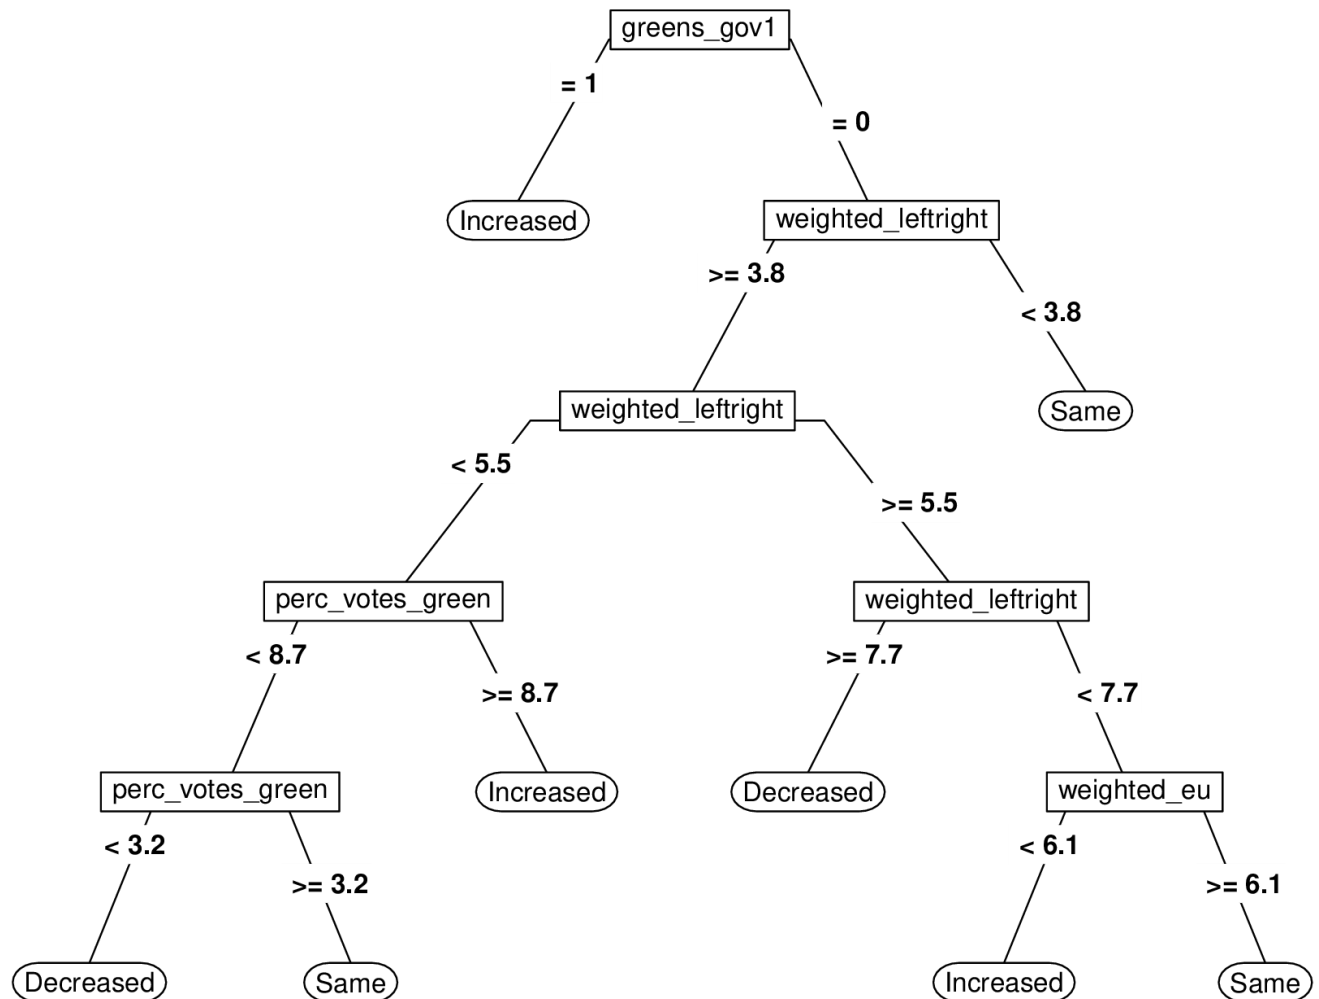 greens_gov1
= 1
= 0
Increased
weighted_leftright
>= 3.8
< 3.8
weighted_leftright
Same
< 5.5
>= 5.5
perc_votes_green
weighted_leftright
< 8.7
>= 7.7
>= 8.7
< 7.7
perc_votes_green
Increased
Decreased
weighted_eu
< 3.2
< 6.1
>= 3.2
>= 6.1
Decreased
Same
Increased
Same